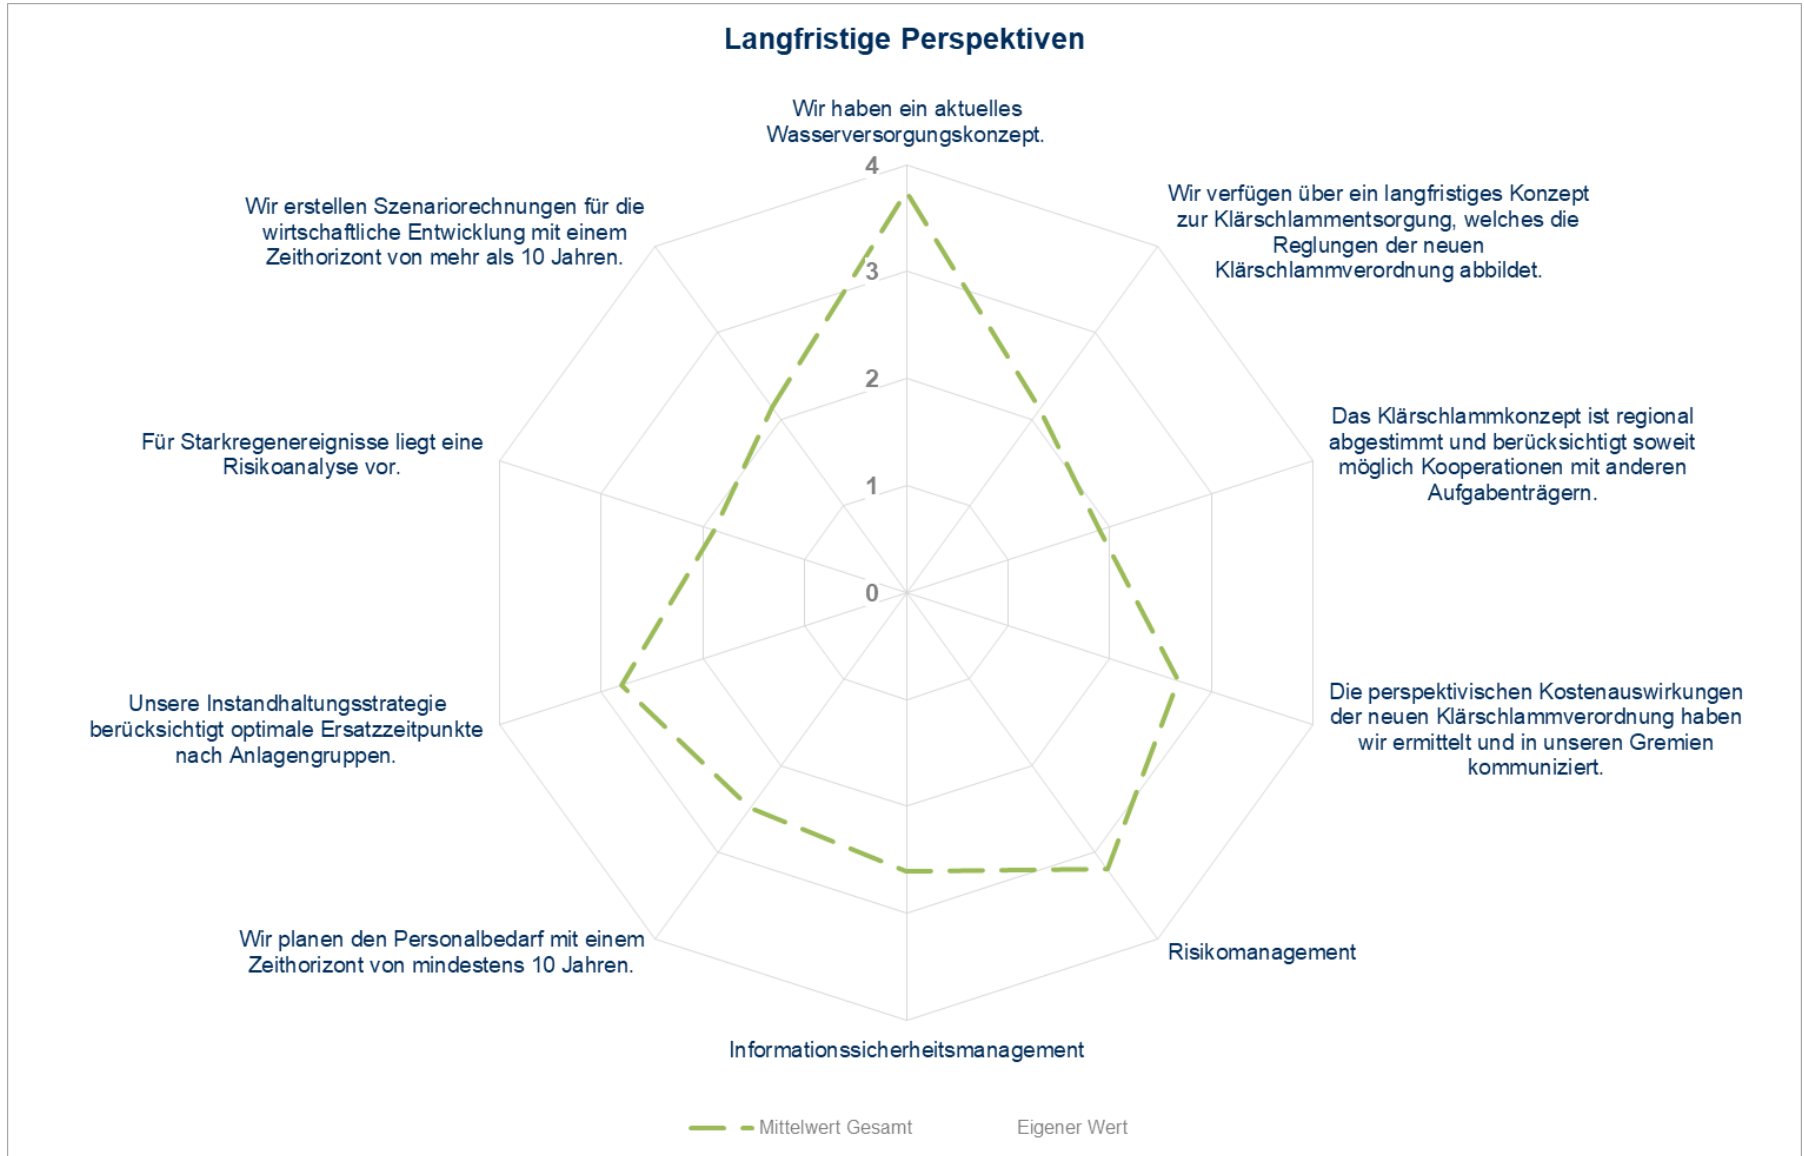 Langfristige Perspektiven
Wir haben ein aktuelles
Wasserversorgungskonzept.
Wir verfügen über ein langfristiges Konzept
zur Klärschlammentsorgung, welches die
Reglungen der neuen
Klärschlammverordnung abbildet.
Das Klärschlammkonzept ist regional
abgestimmt und berücksichtigt soweit
möglich Kooperationen mit anderen
Aufgabenträgern.
Die perspektivischen Kostenauswirkungen
der neuen Klärschlammverordnung haben
wir ermittelt und in unseren Gremien
kommuniziert.
Risikomanagement
Informationssicherheitsmanagement
Wir planen den Personalbedarf mit einem
Zeithorizont von mindestens 10 Jahren.
Unsere Instandhaltungsstrategie
berücksichtigt optimale Ersatzzeitpunkte
nach Anlagengruppen.
Für Starkregenereignisse liegt eine
Risikoanalyse vor.
Wir erstellen Szenariorechnungen für die
wirtschaftliche Entwicklung mit einem
Zeithorizont von mehr als 10 Jahren.
4
3
2
1
0
Mittelwert Gesamt
Eigener Wert